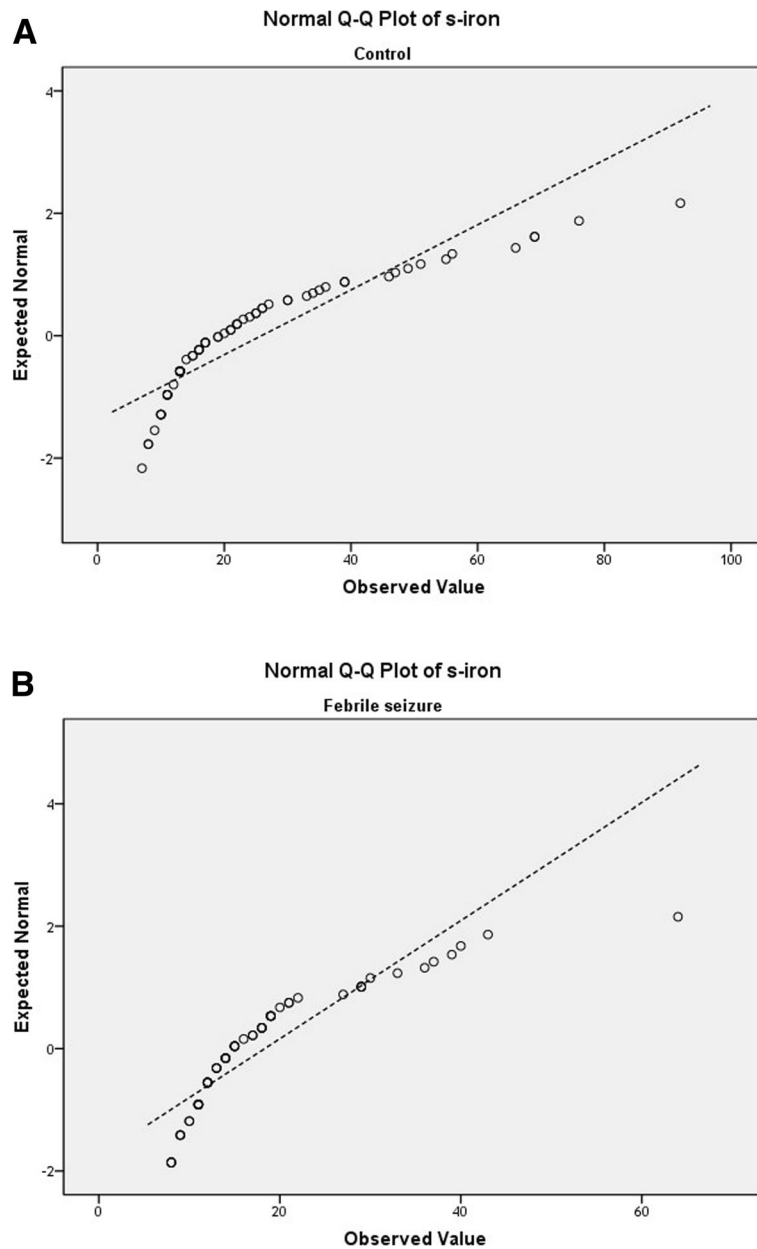 A
Normal Q-Q Plot of s-iron
Control
4
2
0
-2
Expected Normal
0 20 40 60 80 100
Observed Value
B
Normal Q-Q Plot of s-iron
Febrile seizure
4
2
0
-2
Expected Normal
0 20 40 60
Observed Value